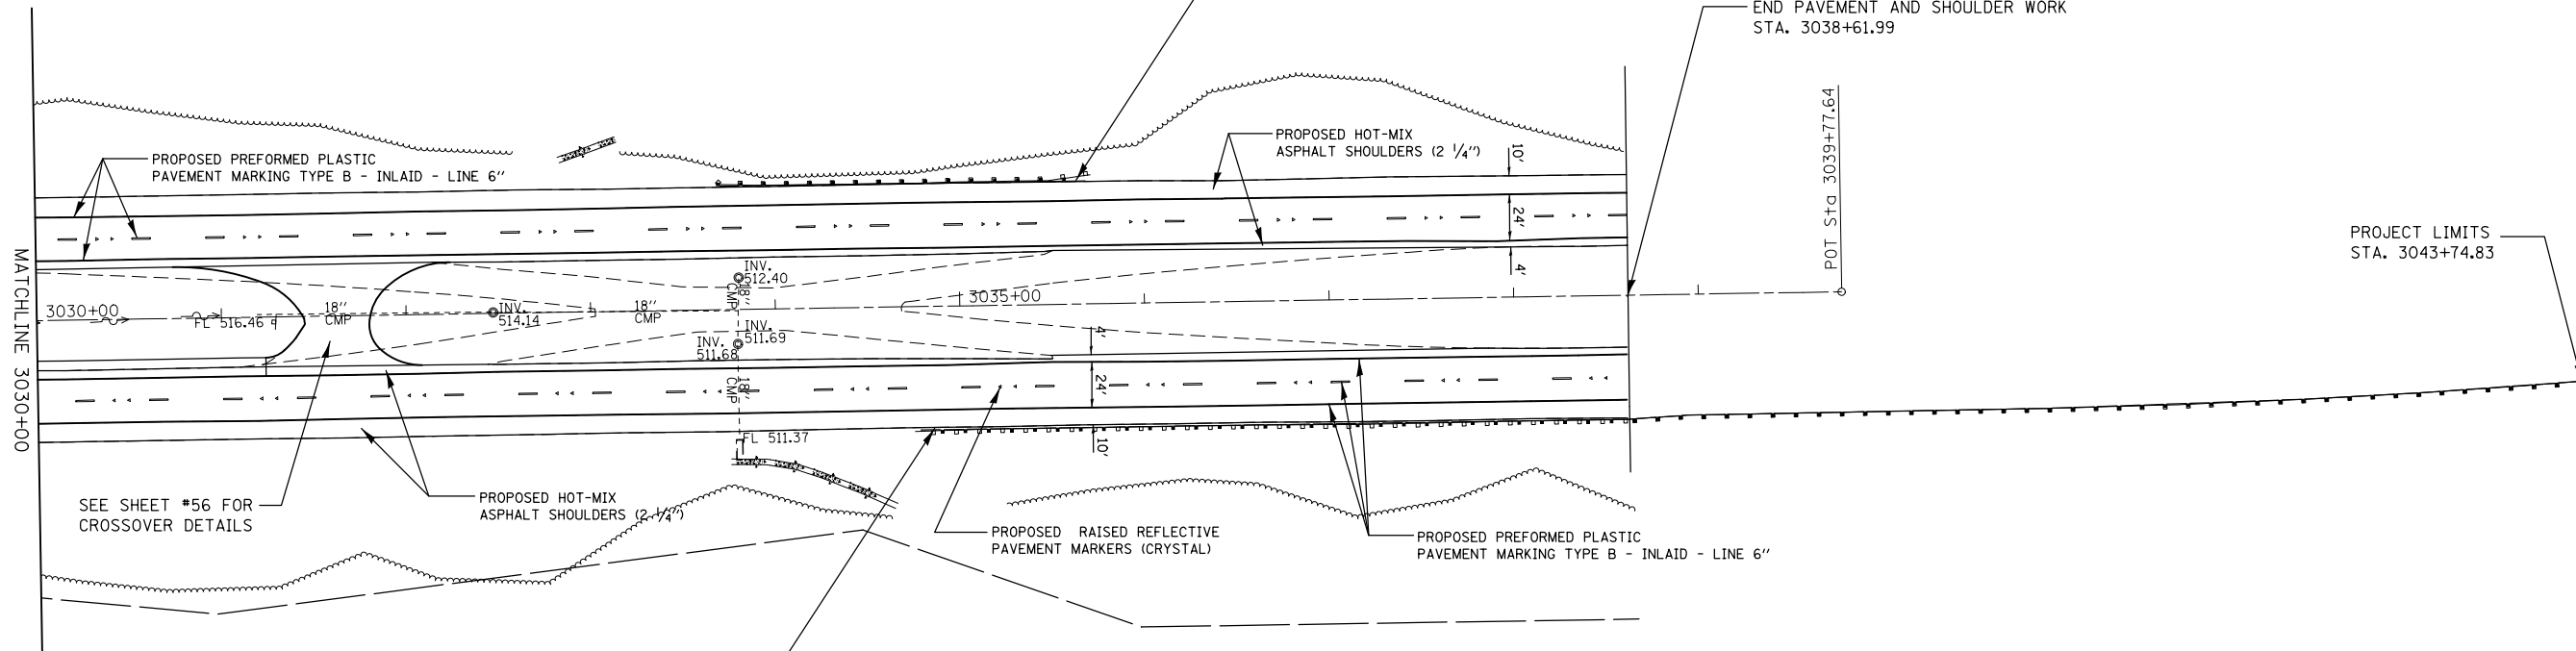 END PAVEMENT AND SHOULDER WORK
STA. 3038+61.99
POT Sta 3039+77.64
PROJECT LIMITS
STA. 3043+74.83
PROPOSED HOT-MIX
ASPHALT SHOULDERS (2 1/4")
10'
24'
4'
PROPOSED PREFORMED PLASTIC
PAVEMENT MARKING TYPE B - INLAID - LINE 6"
MATCHLINE 3030+00
3030+00
FL 516.46
18"
CMP
INV.
514.14
18"
CMP
INV.
512.40
18"
CMP
3035+00
INV.
511.69
INV.
511.68
18"
CMP
4'
24'
10'
FL 511.37
SEE SHEET #56 FOR
CROSSOVER DETAILS
PROPOSED HOT-MIX
ASPHALT SHOULDERS (2 1/4")
PROPOSED RAISED REFLECTIVE
PAVEMENT MARKERS (CRYSTAL)
PROPOSED PREFORMED PLASTIC
PAVEMENT MARKING TYPE B - INLAID - LINE 6"